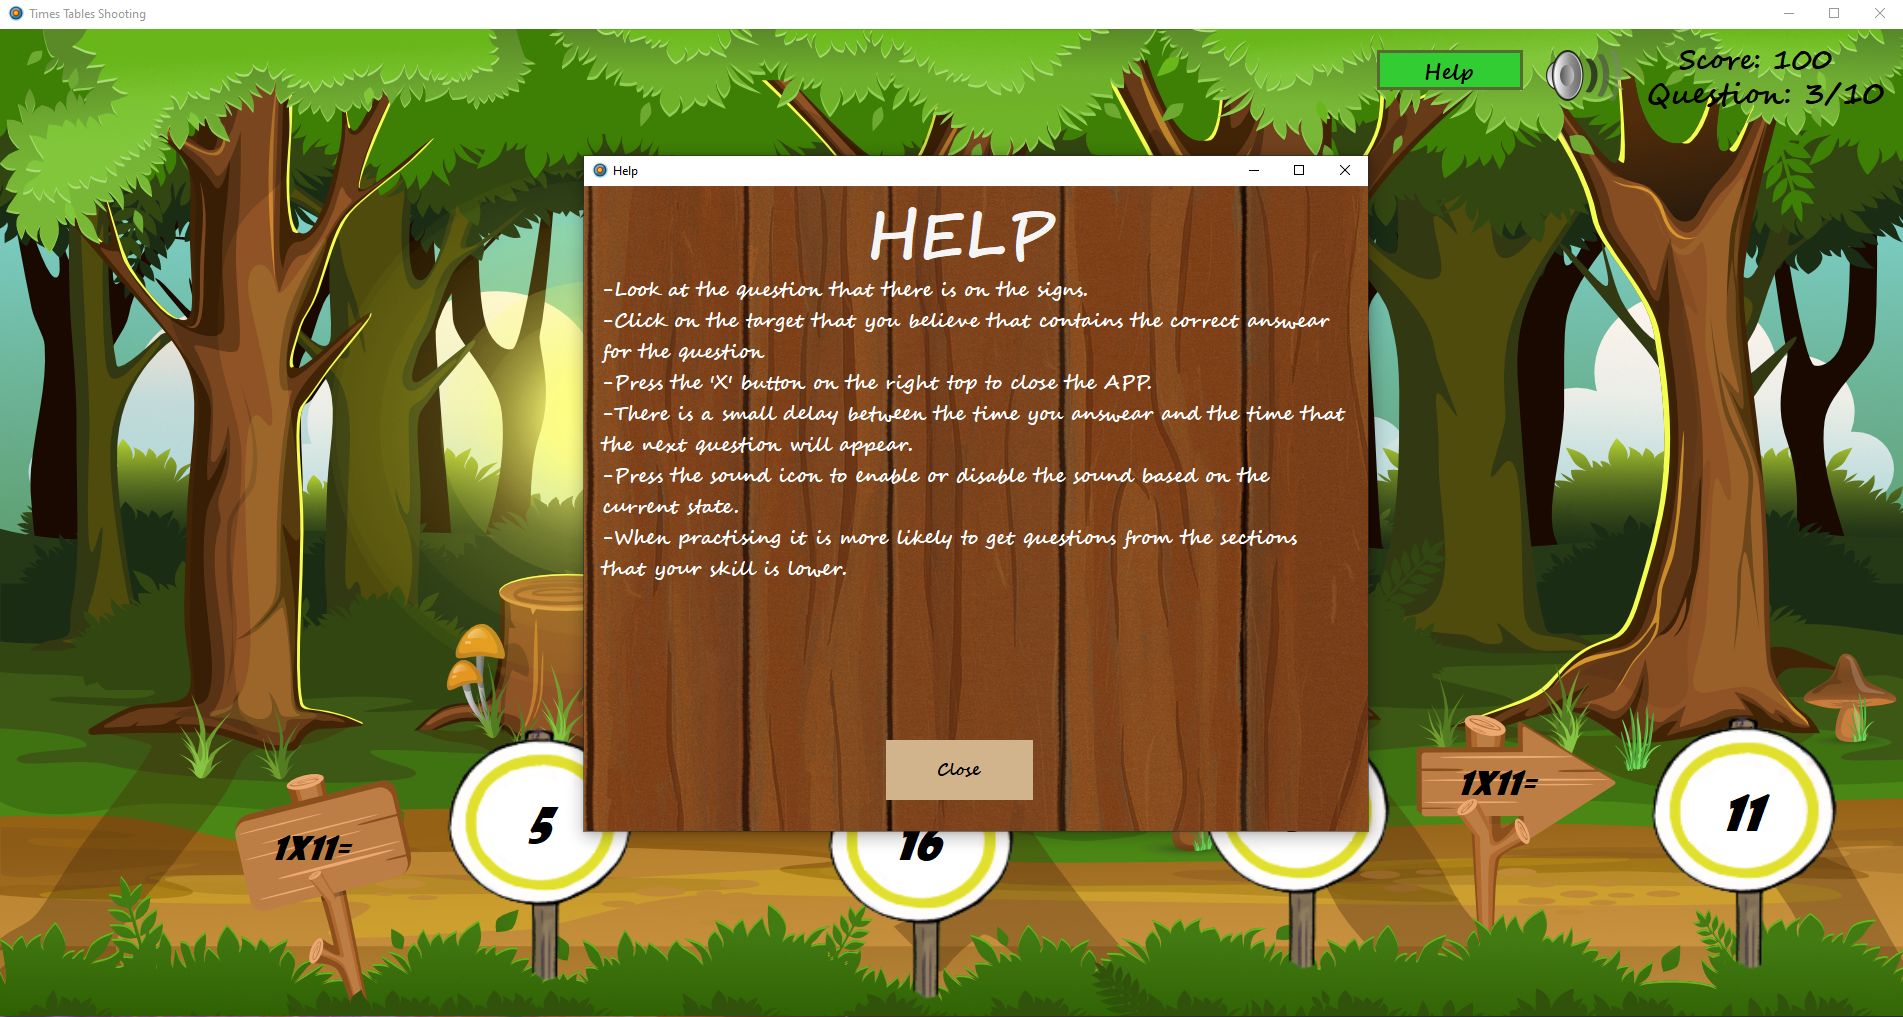 Times Tables Shooting
Help
Score: 100
Question: 3/10
Help
HELP
-Look at the question that there is on the signs.
-Click on the target that you believe that contains the correct answear
for the question
-Press the 'X' button on the right top to close the APP.
-There is a small delay between the time you answear and the time that
the next question will appear.
-Press the sound icon to enable or disable the sound based on the
current state.
-When practising it is more likely to get questions from the sections
that your skill is lower.
Close
1X11=
5
16
1X11=
11